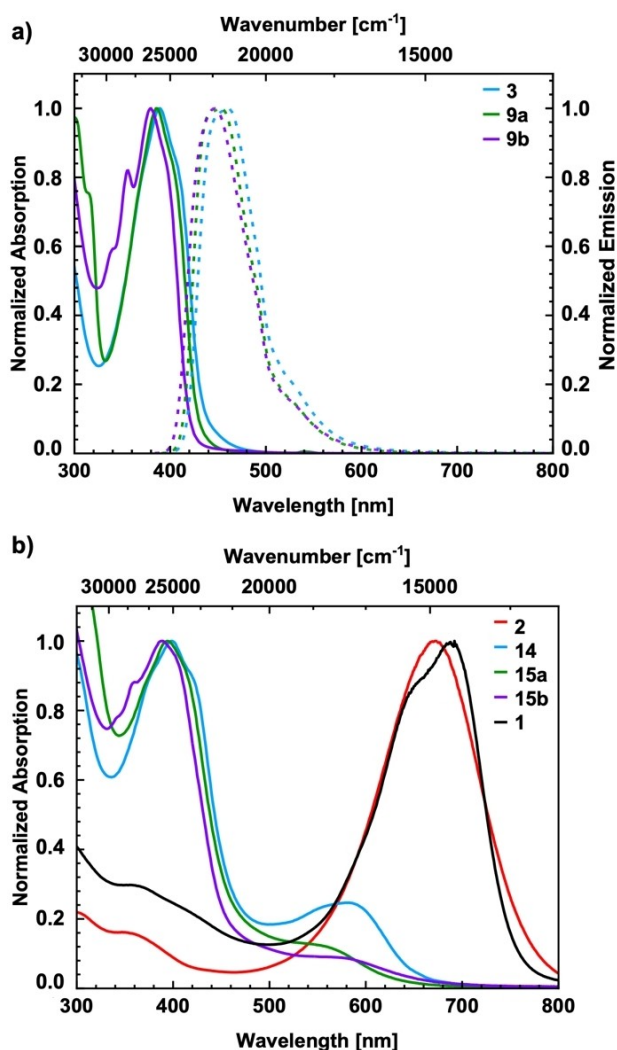 a)
Wavenumber [cm⁻¹]
30000 25000 20000 15000
1.0 0.8 0.6 0.4 0.2 0.0
Normalized Absorption
3
9a
9b
1.0 0.8 0.6 0.4 0.2 0.0
Normalized Emission
300 400 500 600 700 800
Wavelength [nm]
b)
Wavenumber [cm⁻¹]
30000 25000 20000 15000
1.0 0.8 0.6 0.4 0.2 0.0
Normalized Absorption
2
14
15a
15b
1
300 400 500 600 700 800
Wavelength [nm]